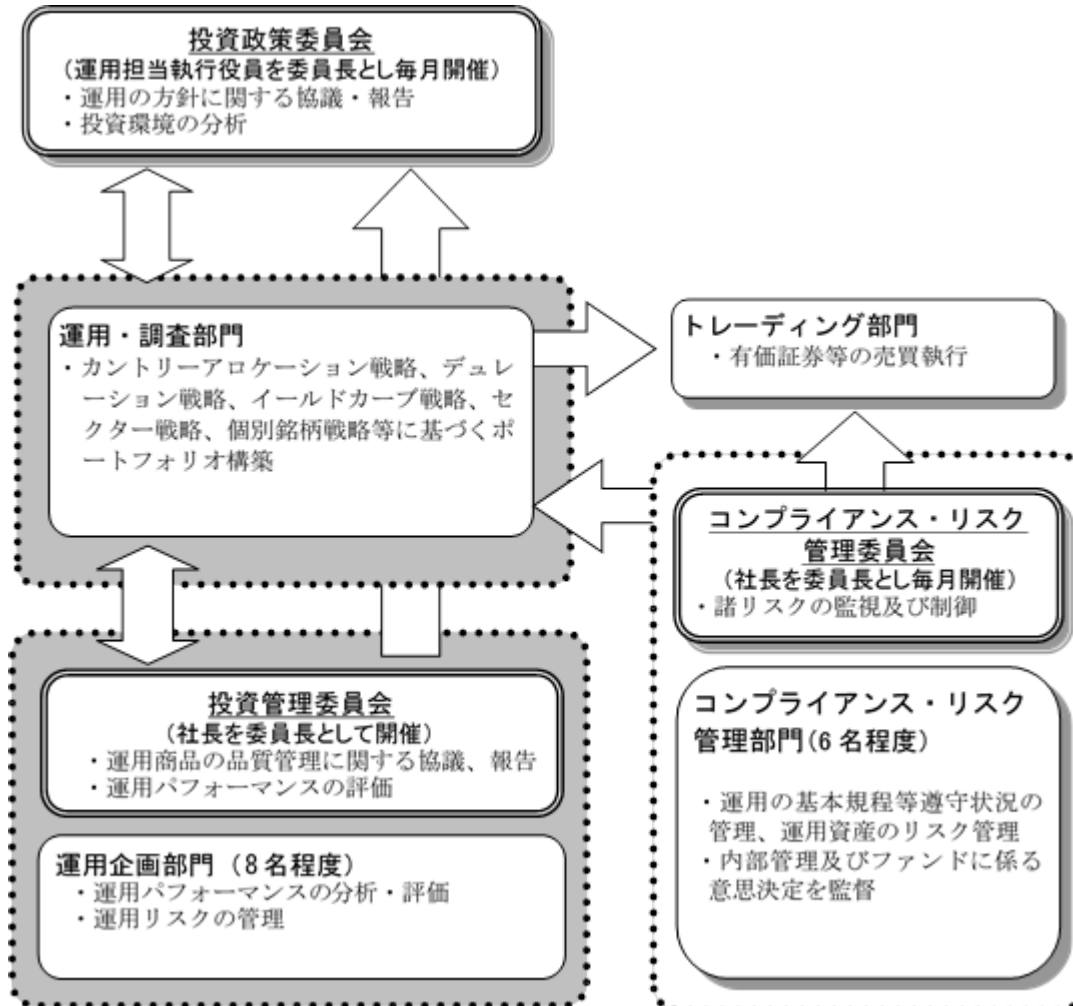 投資政策委員会
(運用担当執行役員を委員長とし毎月開催)
・運用の方針に関する協議・報告
・投資環境の分析
運用・調査部門
・カントリーアロケーション戦略、デュレ
ーション戦略、イールドカーブ戦略、セ
クター戦略、個別銘柄戦略等に基づくポ
ートフォリオ構築
トレーディング部門
・有価証券等の売買執行
コンプライアンス・リスク
管理委員会
(社長を委員長とし毎月開催)
・諸リスクの監視及び制御
投資管理委員会
(社長を委員長として開催)
・運用商品の品質管理に関する協議、報告
・運用パフォーマンスの評価
運用企画部門(8名程度)
・運用パフォーマンスの分析・評価
・運用リスクの管理
コンプライアンス・リスク
管理部門(6名程度)
・運用の基本規程等遵守状況の
管理、運用資産のリスク管理
・内部管理及びファンドに係る
意思決定を監督